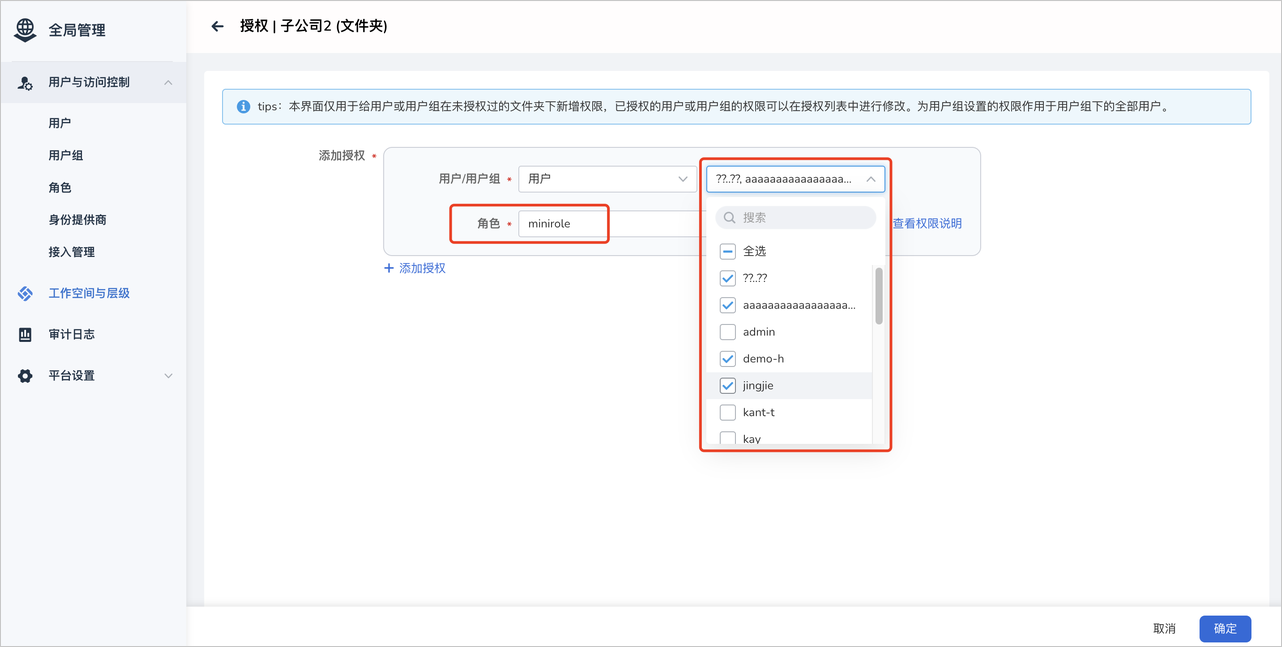 全局管理
用户与访问控制
用户
用户组
角色
身份提供商
接入管理
工作空间与层级
审计日志
平台设置
授权 | 子公司2 (文件夹)
tips：本界面仅用于给用户或用户组在未授权过的文件夹下新增权限，已授权的用户或用户组的权限可以在授权列表中进行修改。为用户组设置的权限作用于用户组下的全部用户。
添加授权 *
用户/用户组 * 用户 ??..??, aaaaaaaaaaaaaaaa...
角色 * minirole 查看权限说明
搜索
全选
??..??
aaaaaaaaaaaaaaaaa...
admin
demo-h
jingjie
kant-t
kay
+ 添加授权
取消 确定